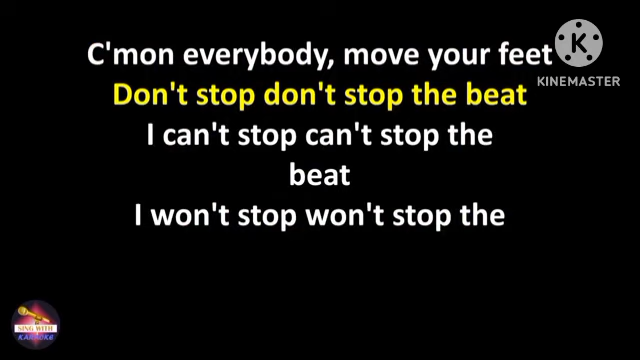 C'mon everybody, move your feet
KINEMASTER
Don't stop don't stop the beat
I can't stop can't stop the
beat
I won't stop won't stop the
SING WITH
KARAOKE